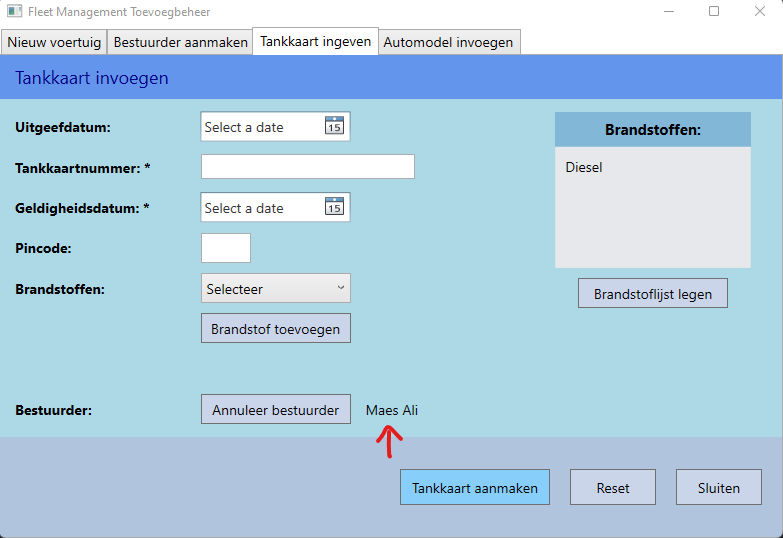 Fleet Management Toevoegbeheer
Nieuw voertuig Bestuurder aanmaken Tankkaart ingeven Automodel invoegen
Tankkaart invoegen
Uitgeefdatum: Select a date 15
Tankkaartnummer: *
Geldigheidsdatum: * Select a date 15
Pincode:
Brandstoffen: Selecteer
Brandstof toevoegen
Brandstoffen:
Diesel
Brandstoflijst legen
Bestuurder: Annuleer bestuurder Maes Ali
Tankkaart aanmaken Reset Sluiten